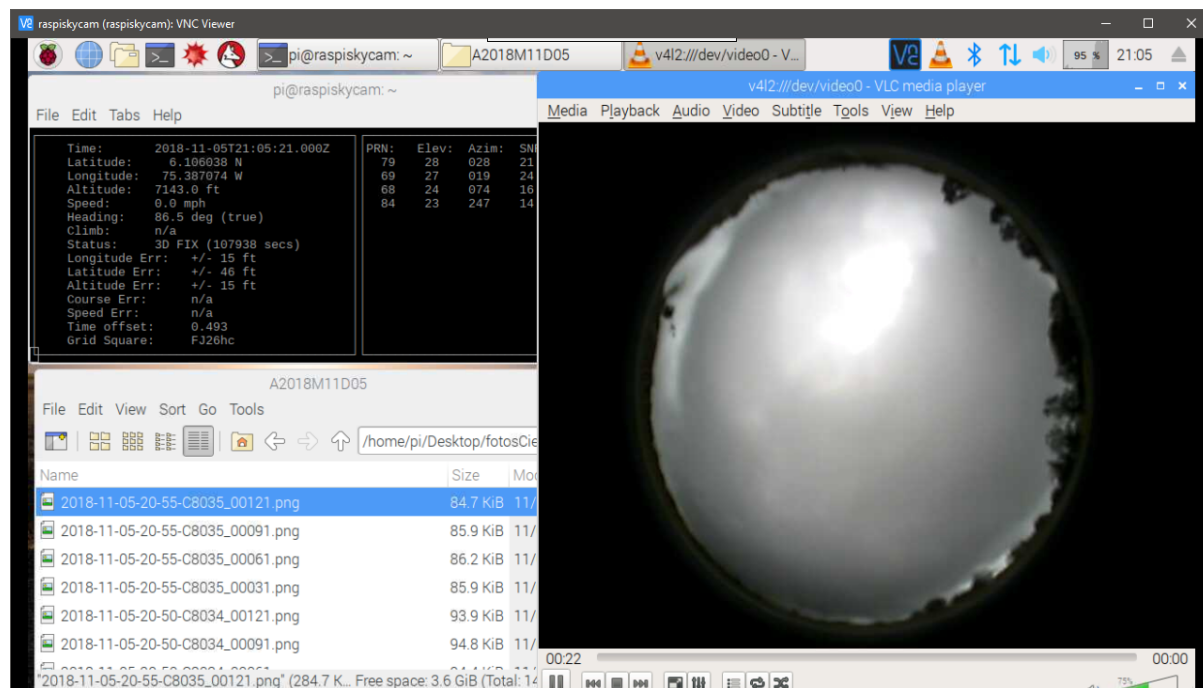 raspiskycam (raspiskycam): VNC Viewer
pi@raspiskycam: ~
A2018M11D05
v4l2:///dev/video0 - V...
95 %
21:05
pi@raspiskycam: ~
File Edit Tabs Help
Time: 2018-11-05T21:05:21.000Z
Latitude: 6.106038 N
Longitude: 75.387074 W
Altitude: 7143.0 ft
Speed: 0.0 mph
Heading: 86.5 deg (true)
Climb: n/a
Status: 3D FIX (107938 secs)
Longitude Err: +/- 15 ft
Latitude Err: +/- 46 ft
Altitude Err: +/- 15 ft
Course Err: n/a
Speed Err: n/a
Time offset: 0.493
Grid Square: FJ26hc
PRN: Elev: Azim: SN
79 28 028 21
69 27 019 24
68 24 074 16
84 23 247 14
A2018M11D05
File Edit View Sort Go Tools
/home/pi/Desktop/fotosCie
Name Size Mo
2018-11-05-20-55-C8035_00121.png 84.7 KiB 11/
2018-11-05-20-55-C8035_00091.png 85.9 KiB 11/
2018-11-05-20-55-C8035_00061.png 86.2 KiB 11/
2018-11-05-20-55-C8035_00031.png 85.9 KiB 11/
2018-11-05-20-50-C8034_00121.png 93.9 KiB 11/
2018-11-05-20-50-C8034_00091.png 94.8 KiB 11/
"2018-11-05-20-55-C8035_00121.png" (284.7 K... Free space: 3.6 GiB (Total: 14
v4l2:///dev/video0 - VLC media player
Media Playback Audio Video Subtitle Tools View Help
00:22 00:00
75%